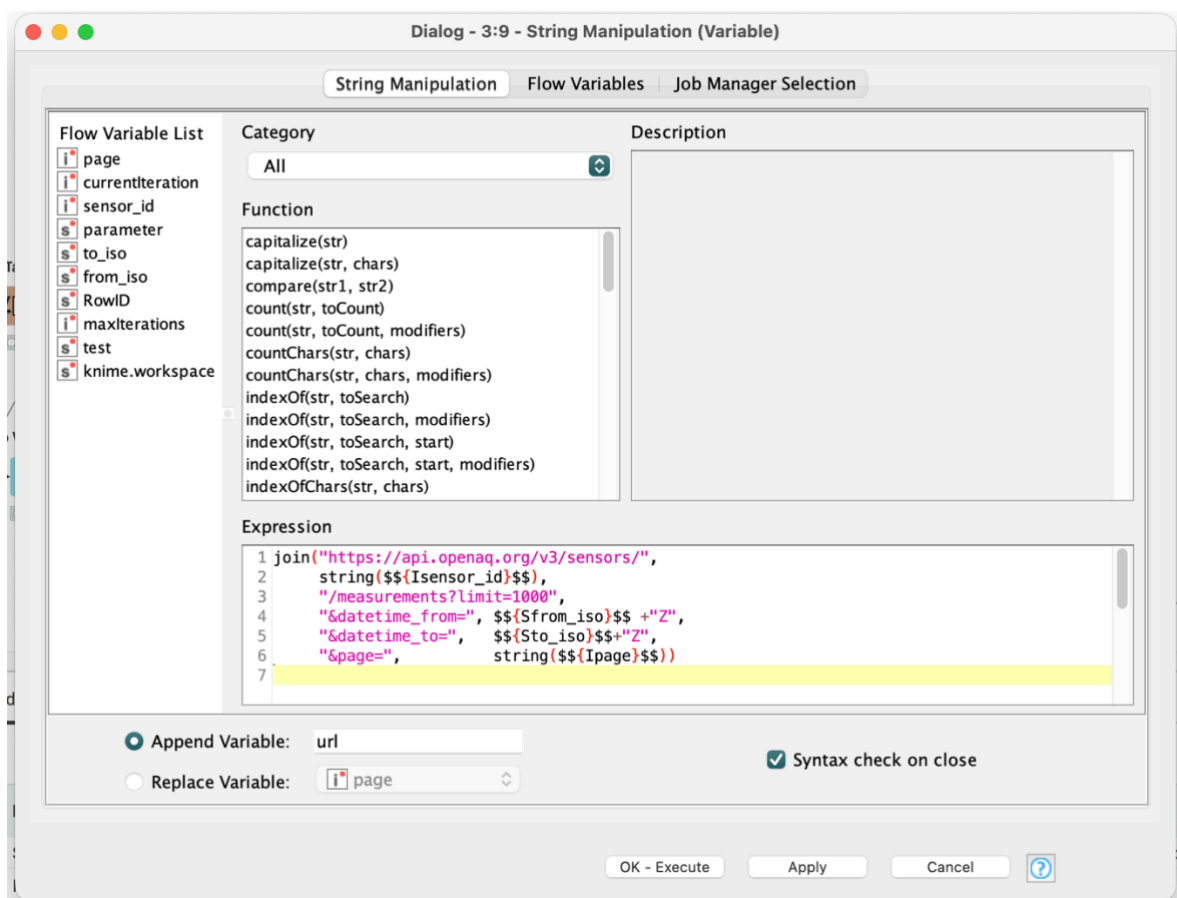 Dialog - 3:9 - String Manipulation (Variable)
String Manipulation Flow Variables Job Manager Selection
Flow Variable List
i page
i currentIteration
i sensor_id
s parameter
s to_iso
s from_iso
s RowID
i maxIterations
s test
s knime.workspace
Category
All
Function
capitalize(str)
capitalize(str, chars)
compare(str1, str2)
count(str, toCount)
count(str, toCount, modifiers)
countChars(str, chars)
countChars(str, chars, modifiers)
indexOf(str, toSearch)
indexOf(str, toSearch, modifiers)
indexOf(str, toSearch, start)
indexOf(str, toSearch, start, modifiers)
indexOfChars(str, chars)
Description
Expression
1 join("https://api.openaq.org/v3/sensors/",
2 string($${Isensor_id}$$),
3 "/measurements?limit=1000",
4 "&datetime_from=", $${Sfrom_iso}$$ +"Z",
5 "&datetime_to=", $${Sto_iso}$$+"Z",
6 "&page=", string($${Ipage}$$))
7
Append Variable: url
Replace Variable: i page
Syntax check on close
OK - Execute Apply Cancel ?